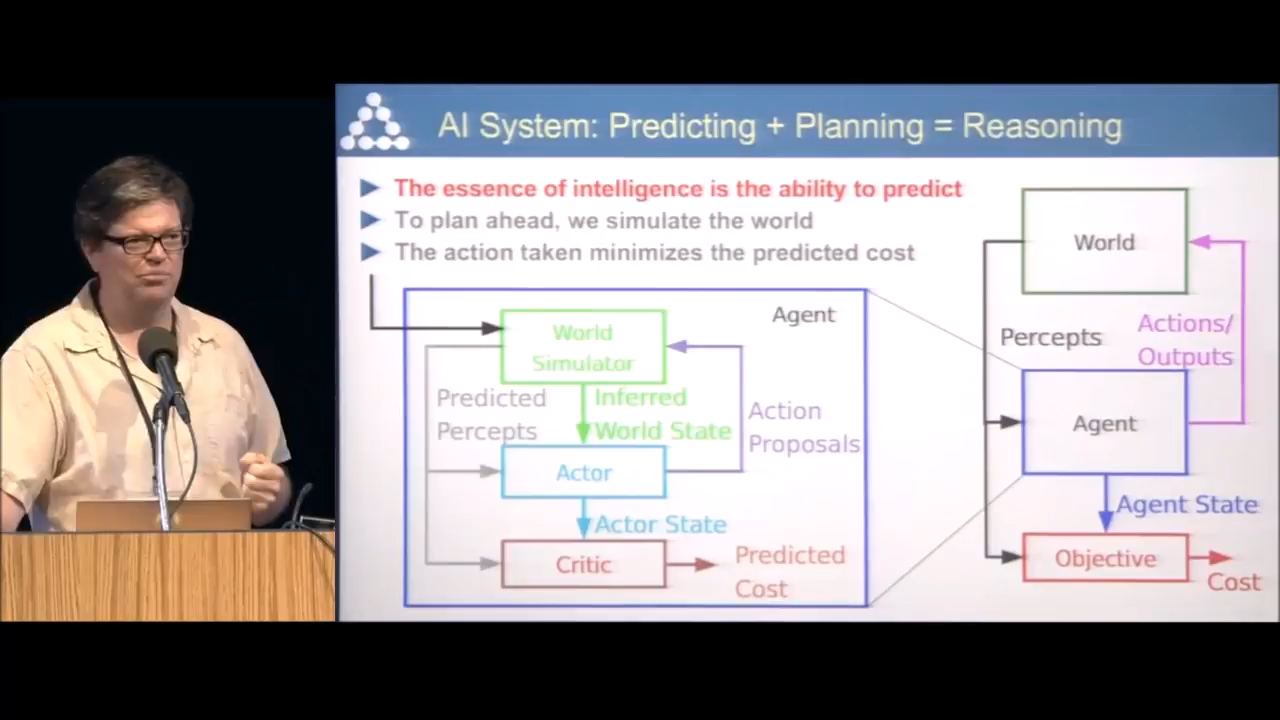 AI System: Predicting + Planning = Reasoning
The essence of intelligence is the ability to predict
To plan ahead, we simulate the world
The action taken minimizes the predicted cost
Agent
World
Simulator
Predicted
Percepts
Inferred
World State
Action
Proposals
Actor
Actor State
Critic
Predicted
Cost
World
Percepts
Actions/
Outputs
Agent
Agent State
Objective
Cost